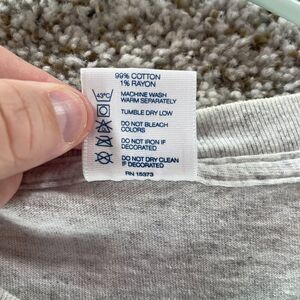 99% COTTON
1% RAYON
43°C
MACHINE WASH
WARM SEPARATELY
TUMBLE DRY LOW
DO NOT BLEACH
COLORS
DO NOT IRON IF
DECORATED
DO NOT DRY CLEAN
IF DECORATED
RN 15373